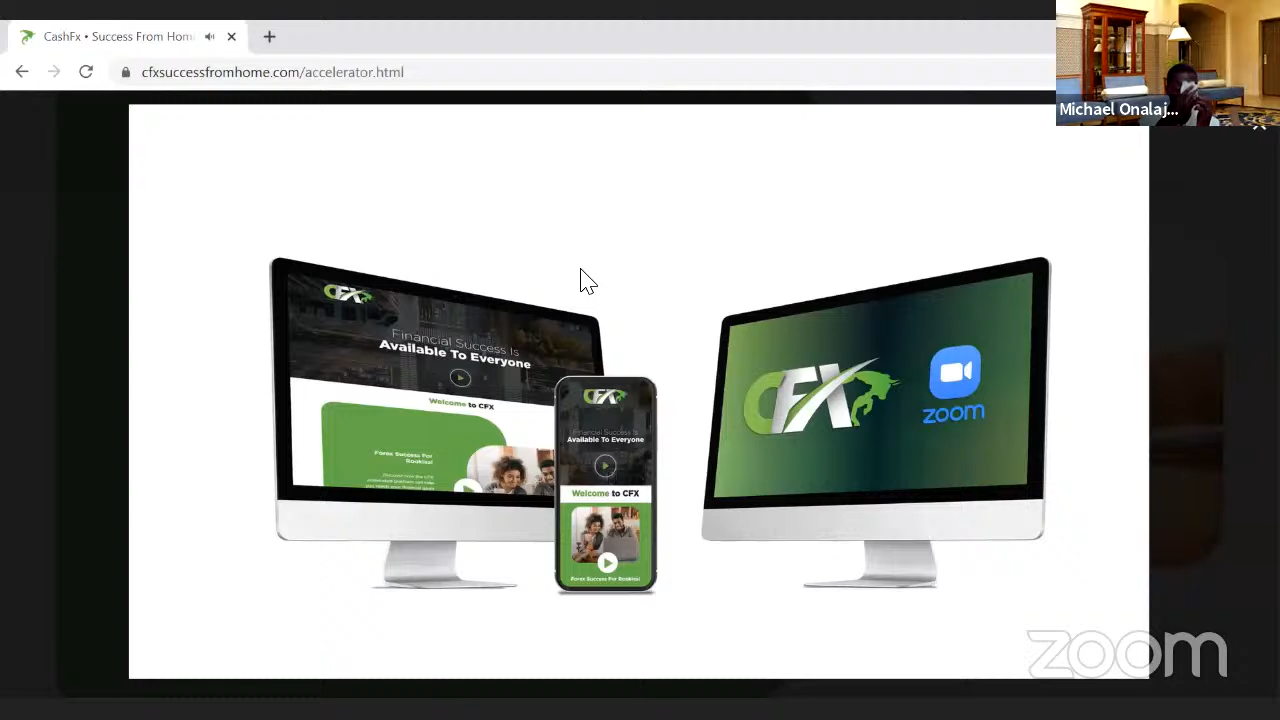 CashFx • Success From Hom
cfxsuccessfromhome.com/accelerator.html
Michael Onalaj...
CFX
Financial Success Is
Available To Everyone
Welcome to CFX
Forex Success For
Rookies!
CFX
Financial Success Is
Available To Everyone
Welcome to CFX
Forex Success For Rookies!
CFX
zoom
zoom